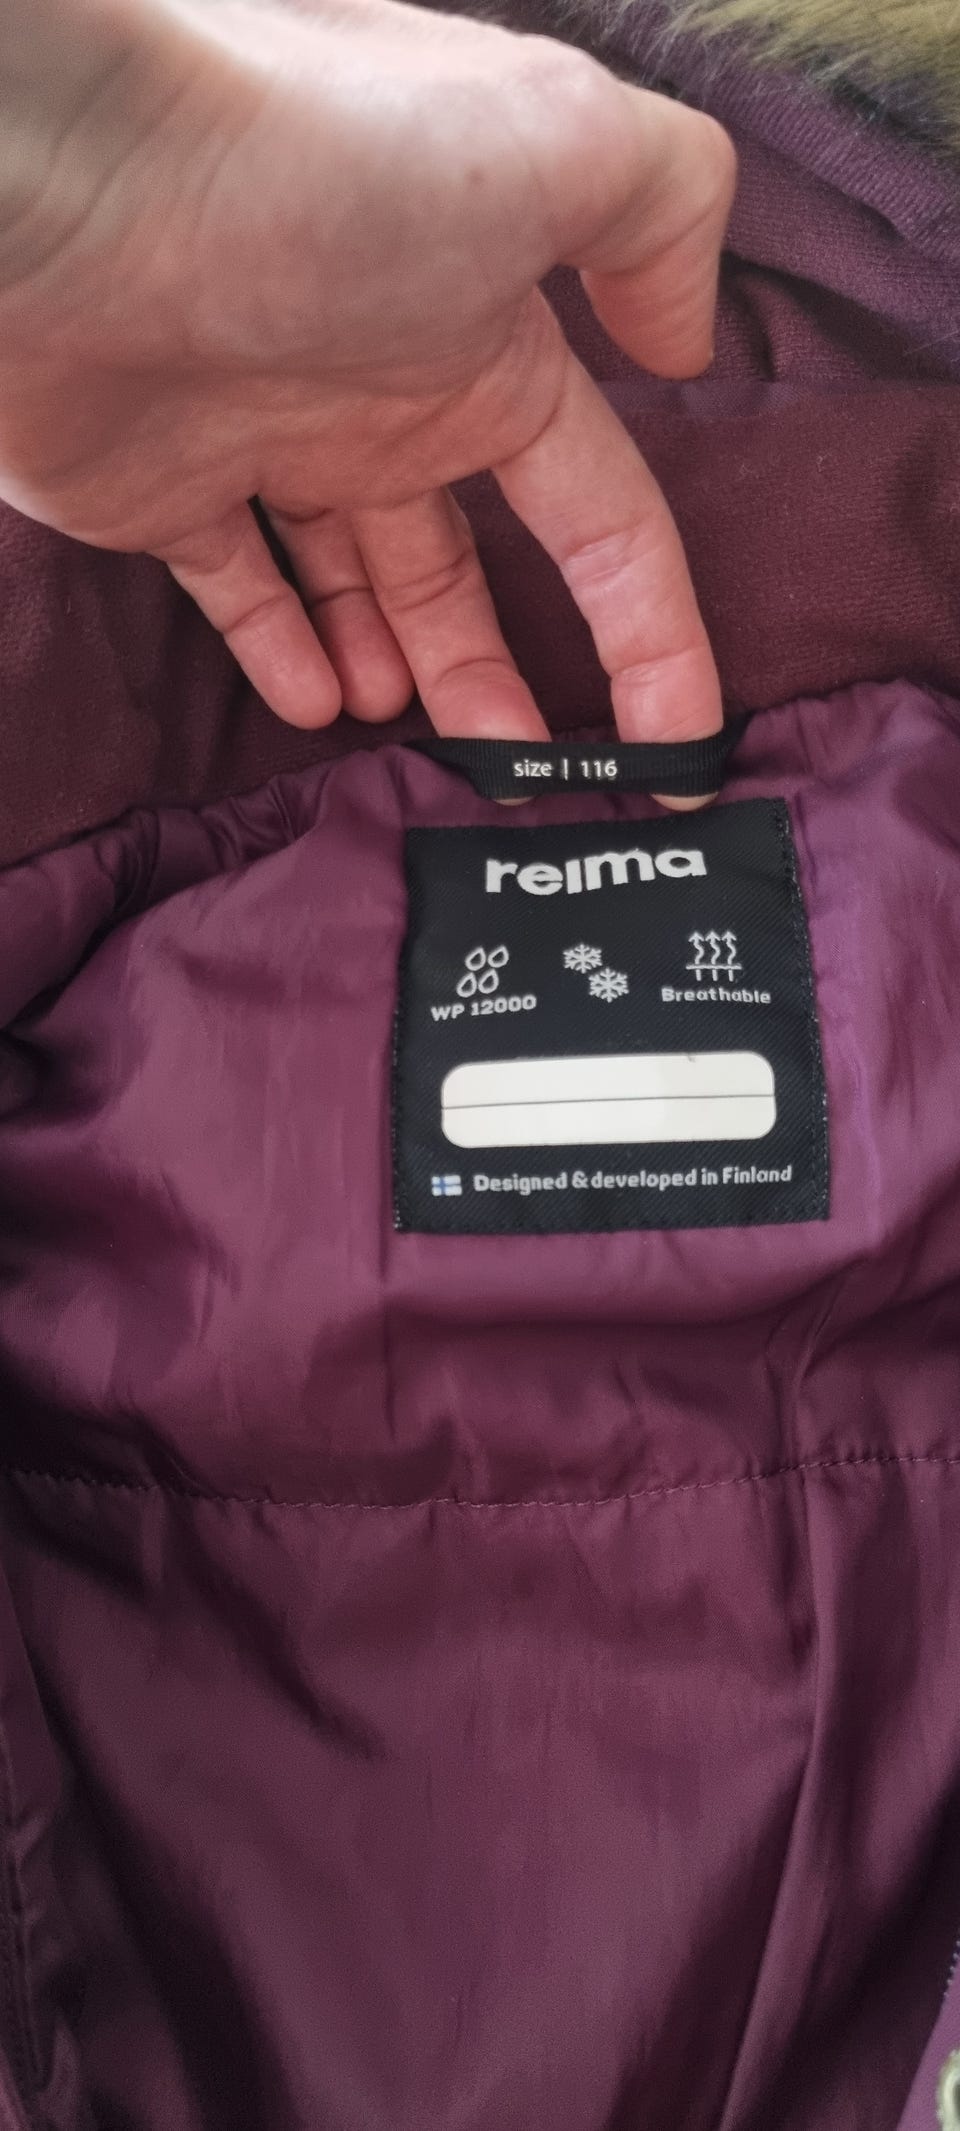 size | 116
reima
WP 12000
Breathable
Designed & developed in Finland